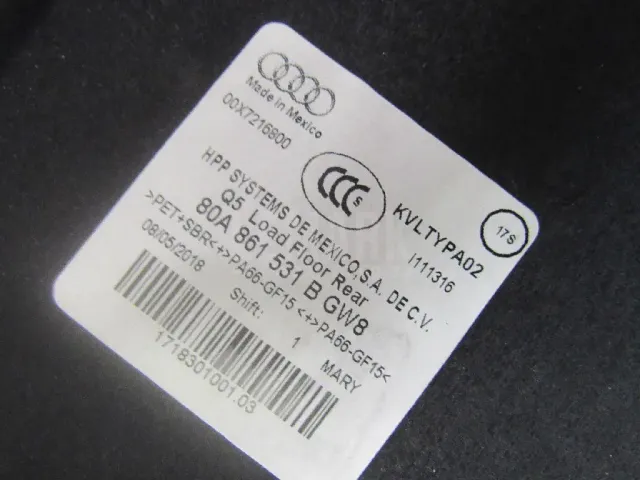 Made in Mexico
00X7216800
CCC S
KVLTYPA02
17S
I111316
HPP SYSTEMS DE MEXICO,S.A. DE C.V.
Q5 Load Floor Rear
80A 861 531 B GW8
>PET+SBR<+>PA66-GF15<+>PA66-GF15<
08/05/2018
Shift: 1 MARY
1718301001.03